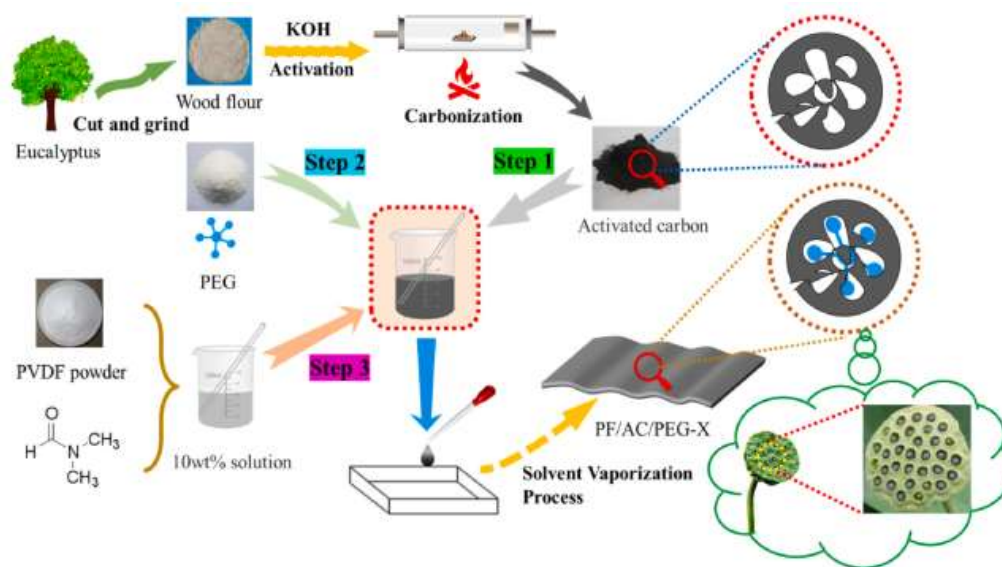 KOH
Activation
Wood flour
Cut and grind
Eucalyptus
Carbonization
Step 2
Step 1
Activated carbon
PEG
PVDF powder
Step 3
O
H
N
CH₃
CH₃
10wt% solution
Solvent Vaporization
Process
PF/AC/PEG-X